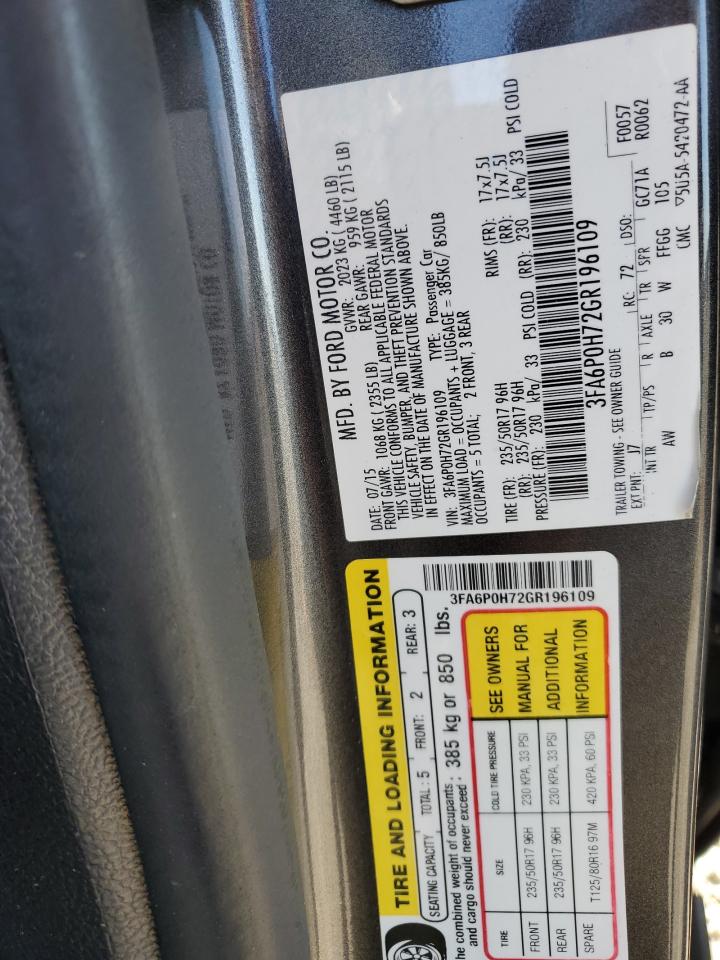 MFD. BY FORD MOTOR CO.
DATE: 07/15 GVWR: 2023 KG ( 4460 LB)
FRONT GAWR: 1068 KG ( 2355 LB) REAR GAWR: 959 KG ( 2115 LB)
THIS VEHICLE CONFORMS TO ALL APPLICABLE FEDERAL MOTOR
VEHICLE SAFETY, BUMPER, AND THEFT PREVENTION STANDARDS
IN EFFECT ON THE DATE OF MANUFACTURE SHOWN ABOVE.
VIN: 3FA6P0H72GR196109 TYPE: Passenger Car
MAXIMUM LOAD = OCCUPANTS + LUGGAGE = 385KG/ 850LB
OCCUPANTS = 5 TOTAL; 2 FRONT, 3 REAR
TIRE (FR): 235/50R17 96H RIMS (FR): 17x7.5J
(RR): 235/50R17 96H (RR): 17x7.5J
PRESSURE (FR): 230 kPa/ 33 PSI COLD (RR): 230 kPa/ 33 PSI COLD
3FA6P0H72GR196109
F0057
R0062
TRAILER TOWING - SEE OWNER GUIDE
EXT PNT: J7 RC: 72 DSO:
INT TR TP/PS R AXLE TR SPR GC71A
AW B 30 W FFGG 105
CMC 5U5A-5420472-AA
TIRE AND LOADING INFORMATION
SEATING CAPACITY TOTAL: 5 FRONT: 2 REAR: 3
he combined weight of occupants
and cargo should never exceed : 385 kg or 850 lbs.
3FA6P0H72GR196109
TIRE SIZE COLD TIRE PRESSURE
FRONT 235/50R17 96H 230 KPA, 33 PSI
REAR 235/50R17 96H 230 KPA, 33 PSI
SPARE T125/80R16 97M 420 KPA, 60 PSI
SEE OWNERS
MANUAL FOR
ADDITIONAL
INFORMATION